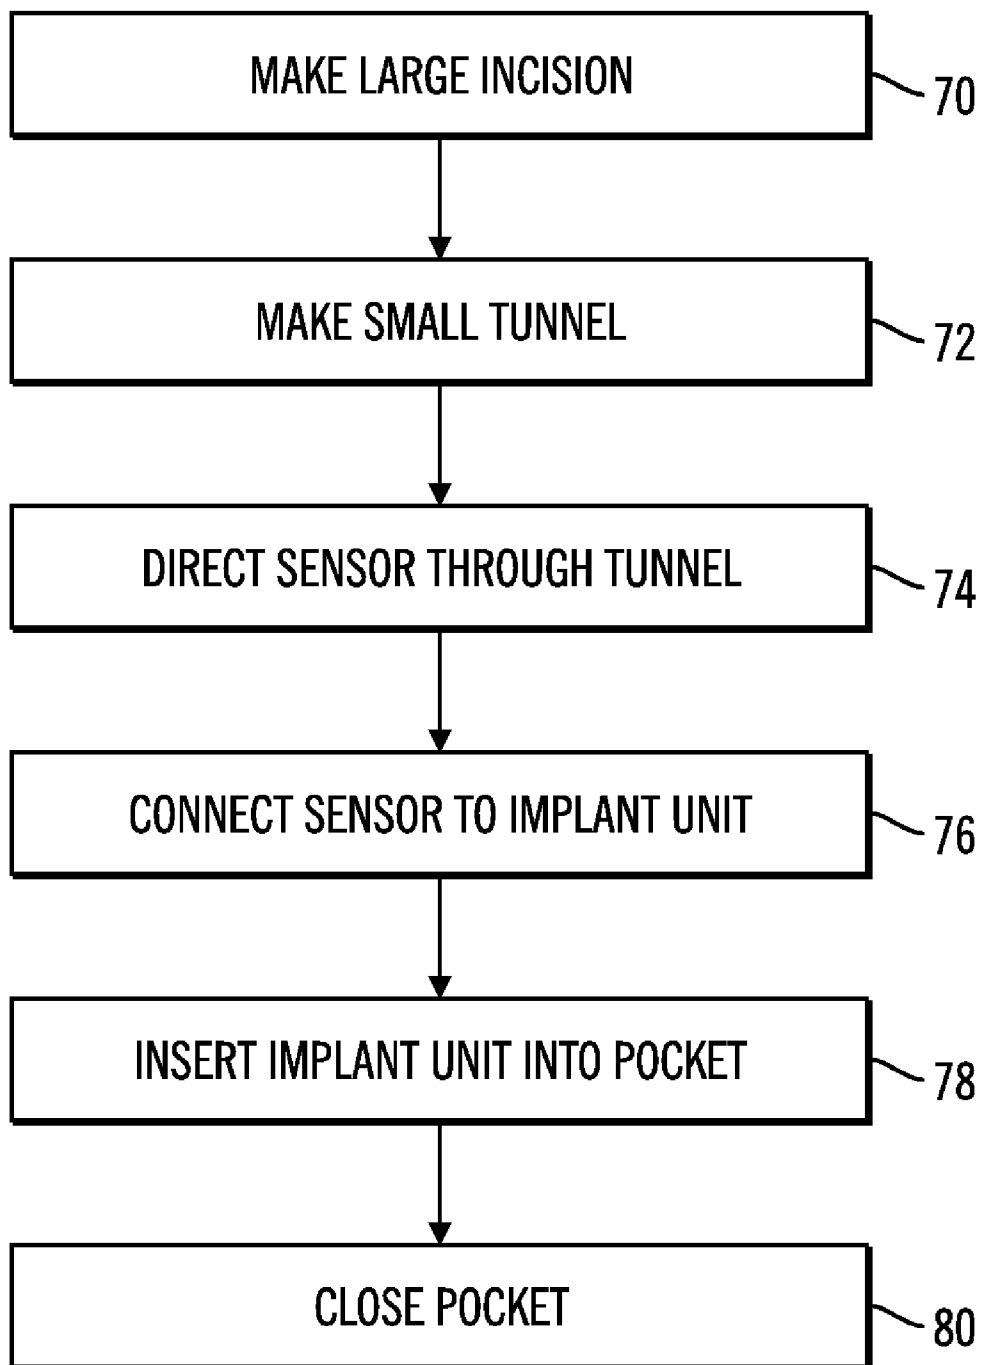 MAKE LARGE INCISION
70
MAKE SMALL TUNNEL
72
DIRECT SENSOR THROUGH TUNNEL
74
CONNECT SENSOR TO IMPLANT UNIT
76
INSERT IMPLANT UNIT INTO POCKET
78
CLOSE POCKET
80